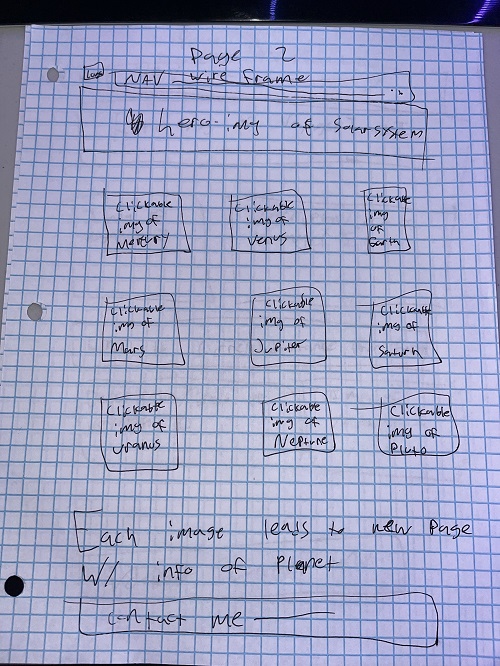 Page 2
wire frame
Logo
NAV
hero-img of Solarsystem
Clickable
img of
Mercury
Clickable
img of
Venus
Clickable
img
of
Earth
Clickable
img of
Mars
Clickable
img of
Jupiter
Clickable
img of
Saturn
Clickable
img of
Uranus
Clickable
img of
Neptune
Clickable
img of
Pluto
Each image leads to new Page
W/ info of Planet
contact me